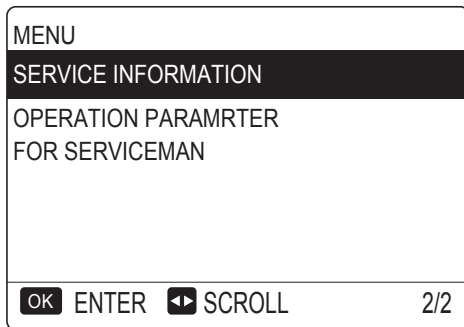 MENU
SERVICE INFORMATION
OPERATION PARAMRTER
FOR SERVICEMAN
OK ENTER SCROLL 2/2